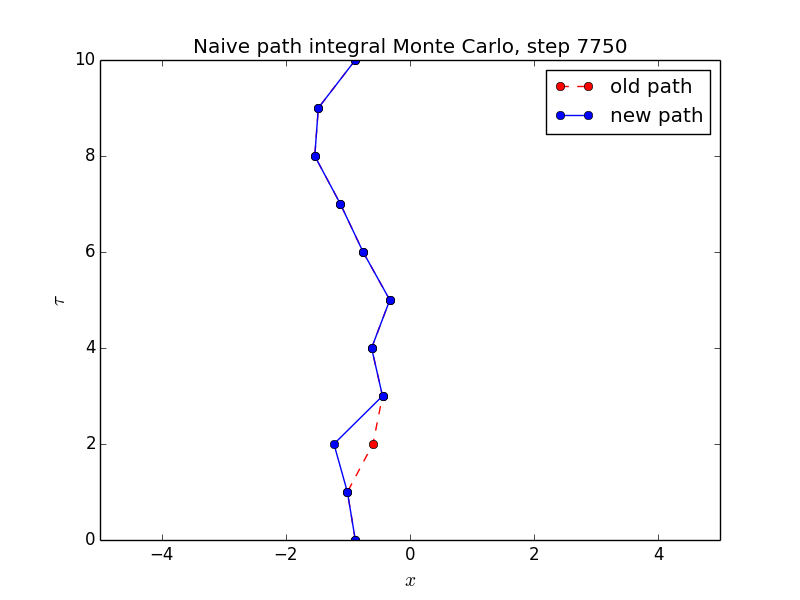 Naive path integral Monte Carlo, step 7750
10
old path
new path
8
6
τ
4
2
0
−4 −2 0 2 4
x